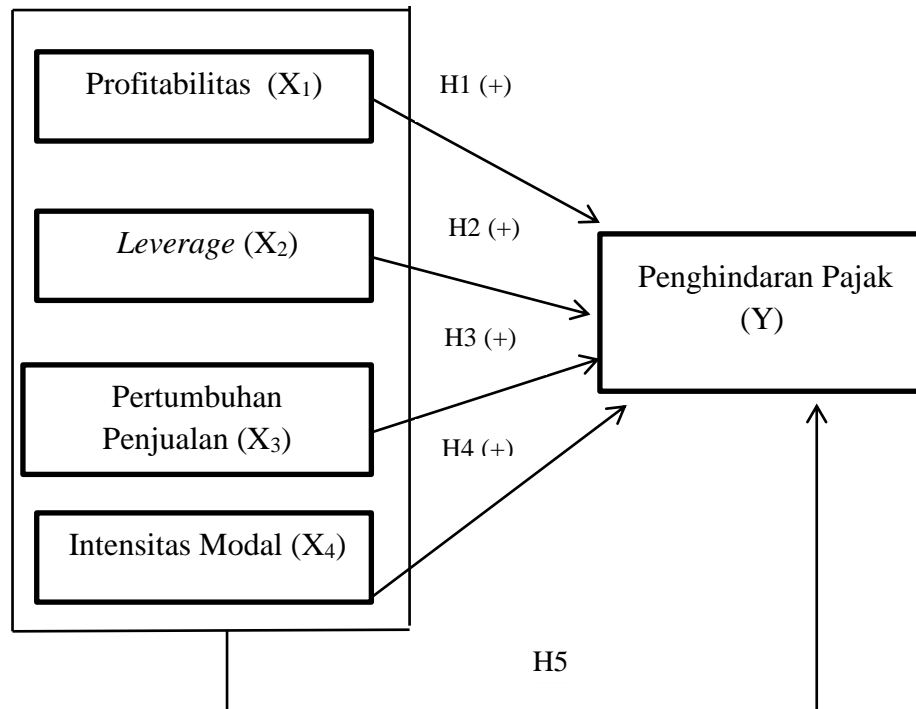 Profitabilitas (X₁)
H1 (+)
Leverage (X₂)
H2 (+)
Penghindaran Pajak
(Y)
H3 (+)
Pertumbuhan
Penjualan (X₃)
H4 (+)
Intensitas Modal (X₄)
H5